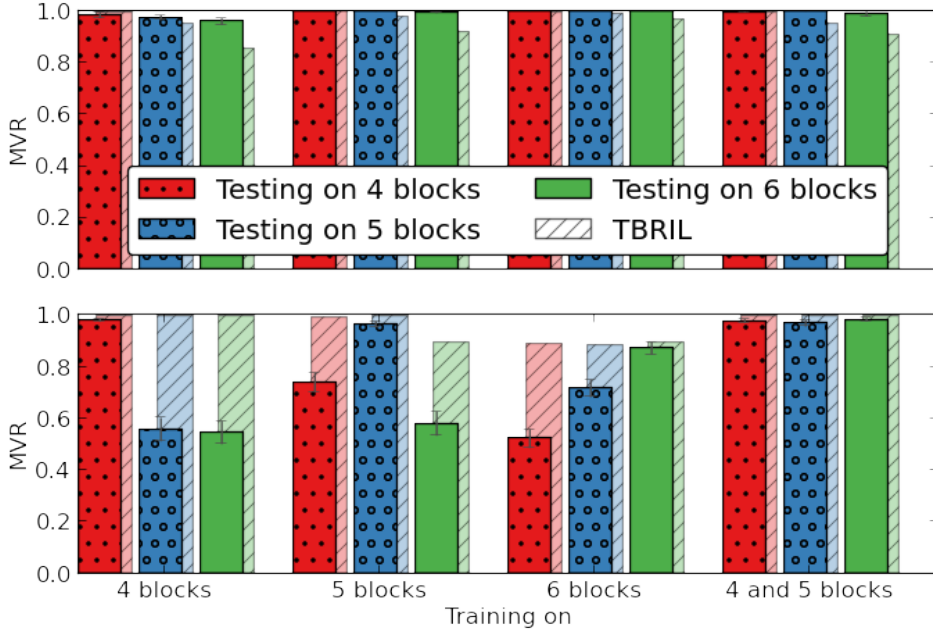 1.0
0.8
0.6
0.4
0.2
0.0
MVR
Testing on 4 blocks
Testing on 6 blocks
Testing on 5 blocks
TBRIL
1.0
0.8
0.6
0.4
0.2
0.0
MVR
4 blocks
5 blocks
6 blocks
4 and 5 blocks
Training on